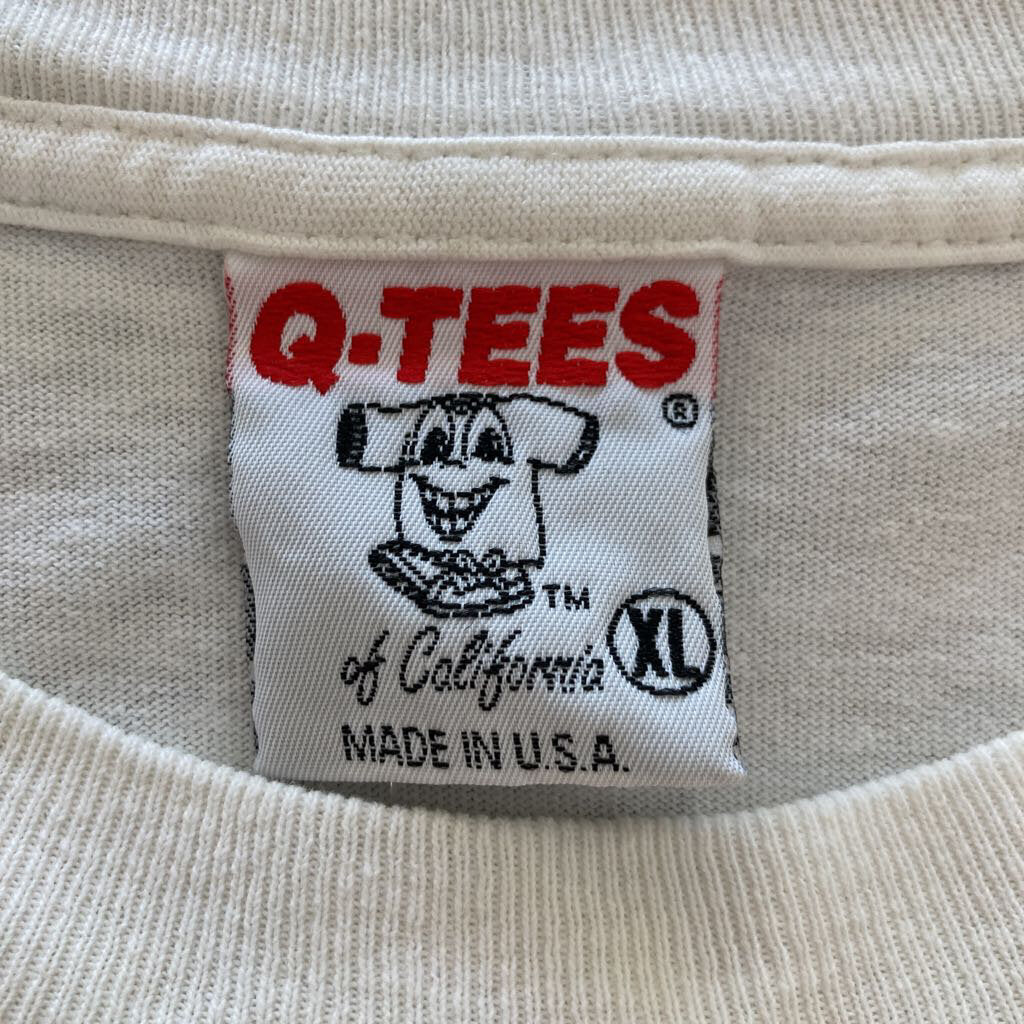 Q-TEES
®
TM
of California
XL
MADE IN U.S.A.